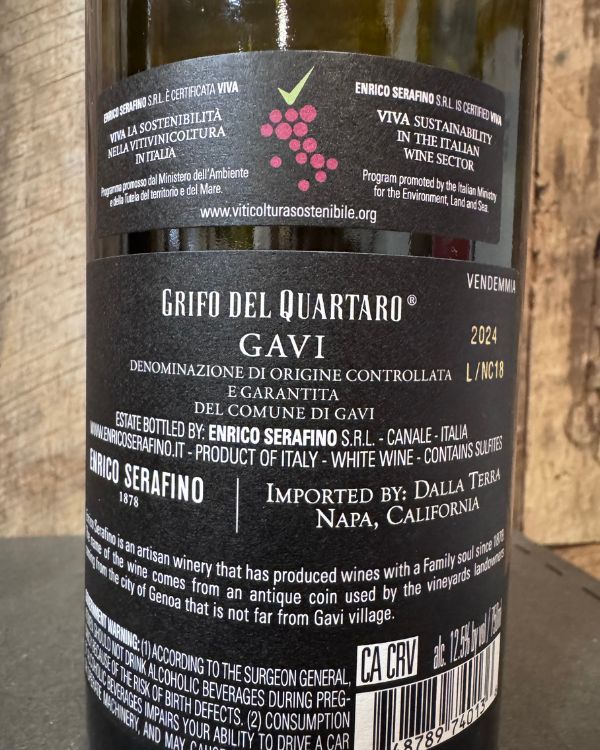 ENRICO SERAFINO S.R.L. È CERTIFICATA VIVA
VIVA LA SOSTENIBILITÀ
NELLA VITIVINICOLTURA
IN ITALIA
Programma promosso dal Ministero dell'Ambiente
e della Tutela del territorio e del Mare.
ENRICO SERAFINO S.R.L. IS CERTIFIED VIVA
VIVA SUSTAINABILITY
IN THE ITALIAN
WINE SECTOR
Program promoted by the Italian Ministry
for the Environment, Land and Sea.
www.viticolturasostenibile.org
VENDEMMIA
2024
L/NC18
GRIFO DEL QUARTARO®
GAVI
DENOMINAZIONE DI ORIGINE CONTROLLATA
E GARANTITA
DEL COMUNE DI GAVI
ESTATE BOTTLED BY: ENRICO SERAFINO S.R.L. - CANALE - ITALIA
WWW.ENRICOSERAFINO.IT - PRODUCT OF ITALY - WHITE WINE - CONTAINS SULFITES
ENRICO SERAFINO
1878
IMPORTED BY: DALLA TERRA
NAPA, CALIFORNIA
Serafino is an artisan winery that has produced wines with a Family soul since 1878
name of the wine comes from an antique coin used by the vineyards landowners
from the city of Genoa that is not far from Gavi village.
WARNING: (1) ACCORDING TO THE SURGEON GENERAL,
SHOULD NOT DRINK ALCOHOLIC BEVERAGES DURING PREG-
OF THE RISK OF BIRTH DEFECTS. (2) CONSUMPTION
BEVERAGES IMPAIRS YOUR ABILITY TO DRIVE A CAR
MACHINERY, AND MAY
CA CRV
alc. 12.5% by vol / 750ml
8789 74013